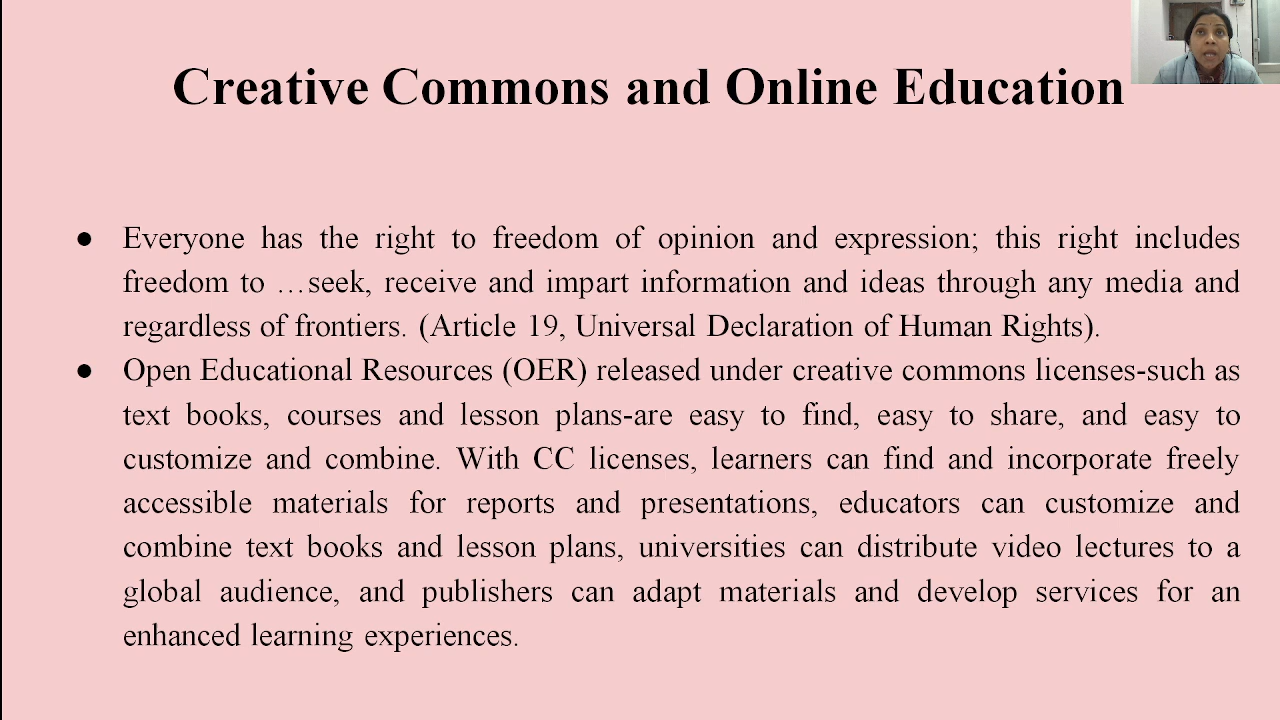 Creative Commons and Online Education
● Everyone has the right to freedom of opinion and expression; this right includes
freedom to …seek, receive and impart information and ideas through any media and
regardless of frontiers. (Article 19, Universal Declaration of Human Rights).
● Open Educational Resources (OER) released under creative commons licenses-such as
text books, courses and lesson plans-are easy to find, easy to share, and easy to
customize and combine. With CC licenses, learners can find and incorporate freely
accessible materials for reports and presentations, educators can customize and
combine text books and lesson plans, universities can distribute video lectures to a
global audience, and publishers can adapt materials and develop services for an
enhanced learning experiences.